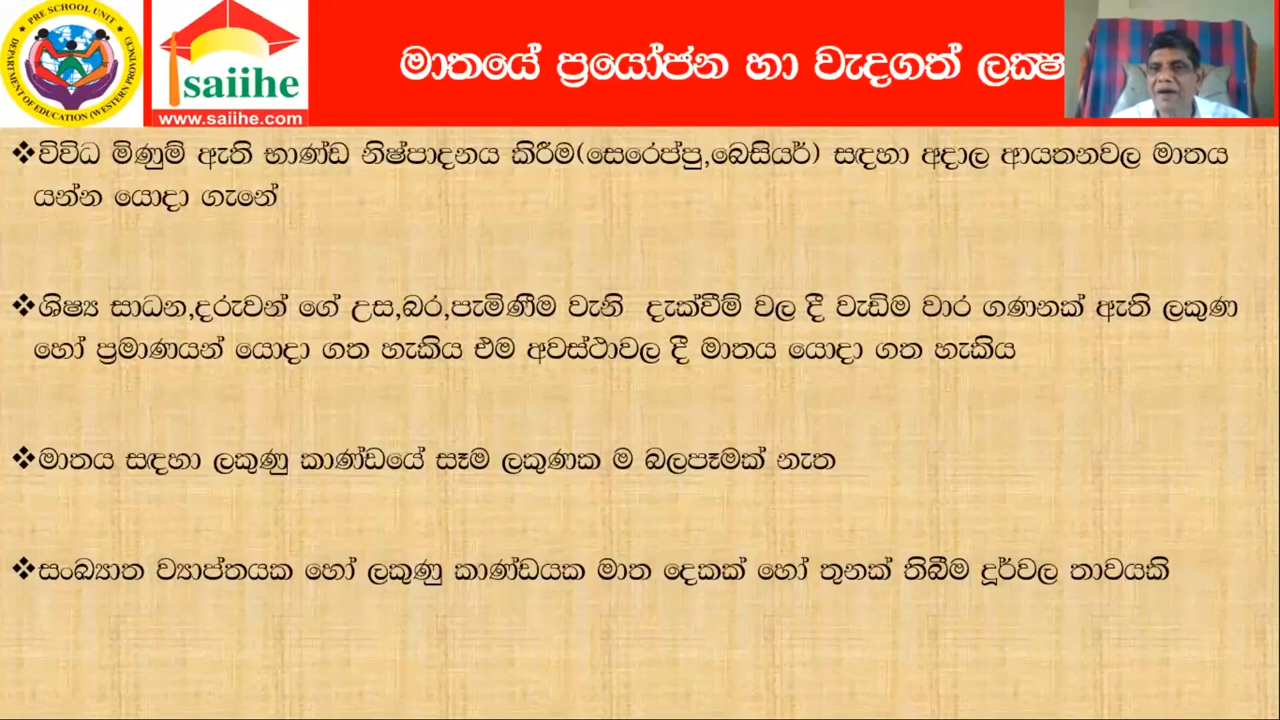 PRE SCHOOL UNIT
DEPARTMENT OF EDUCATION (WESTERN PROVINCE)
saiihe
www.saiihe.com
මාතයේ ප්‍රයෝජන හා වැදගත්
❖විවිධ මිණුම් ඇති භාණ්ඩ නිෂ්පාදනය කිරීම(සෙරෙප්පු,බෙසියර්) සඳහා අදාල ආයතනවල මාතය
යන්න යොදා ගැනේ
❖ශිෂ්‍ය සාධන,දරුවන් ගේ උස,බර,පැමිණීම වැනි දැක්වීම් වල දී වැඩිම වාර ගණනක් ඇති ලකුණ
හෝ ප්‍රමාණයන් යොදා ගත හැකිය එම අවස්ථාවල දී මාතය යොදා ගත හැකිය
❖මාතය සඳහා ලකුණු කාණ්ඩයේ සෑම ලකුණක ම බලපෑමක් නැත
❖සංඛ්‍යාත ව්‍යාප්තයක හෝ ලකුණු කාණ්ඩයක මාත දෙකක් හෝ තුනක් තිබීම දූර්වල තාවයකි